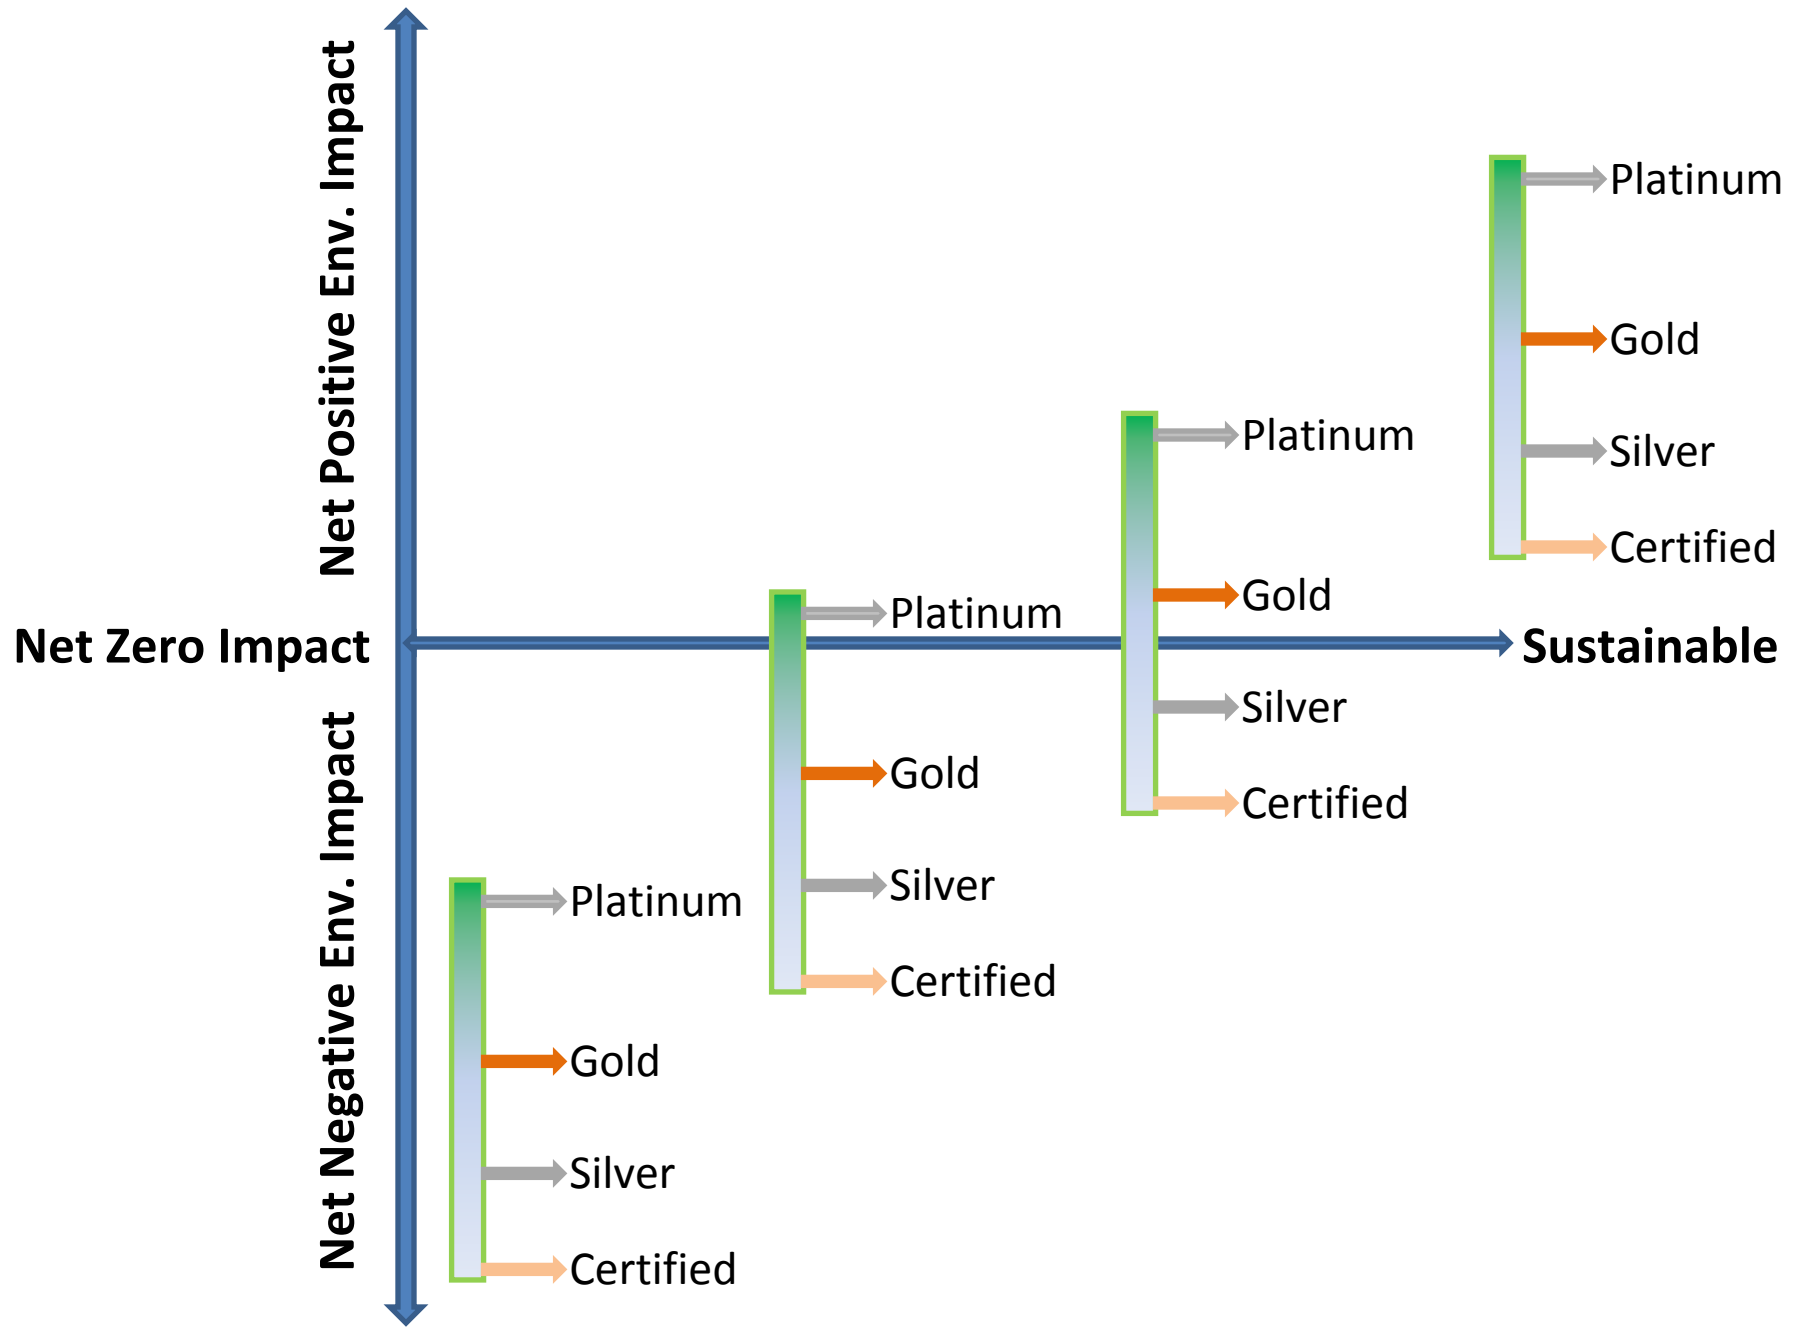 Net Positive Env. Impact
Net Zero Impact
Net Negative Env. Impact
Sustainable
Platinum
Gold
Silver
Certified
Platinum
Gold
Silver
Certified
Platinum
Gold
Silver
Certified
Platinum
Gold
Silver
Certified